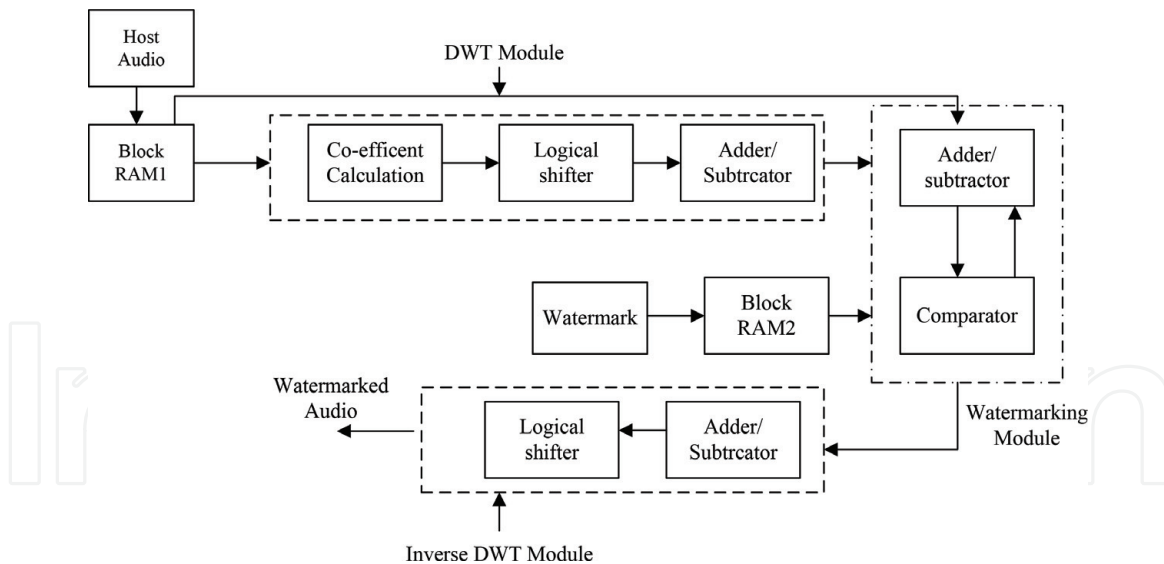 Host
Audio
DWT Module
Block
RAM1
Co-efficent
Calculation
Logical
shifter
Adder/
Subtrcator
Adder/
subtractor
Watermark
Block
RAM2
Comparator
Watermarked
Audio
Logical
shifter
Adder/
Subtrcator
Watermarking
Module
Inverse DWT Module